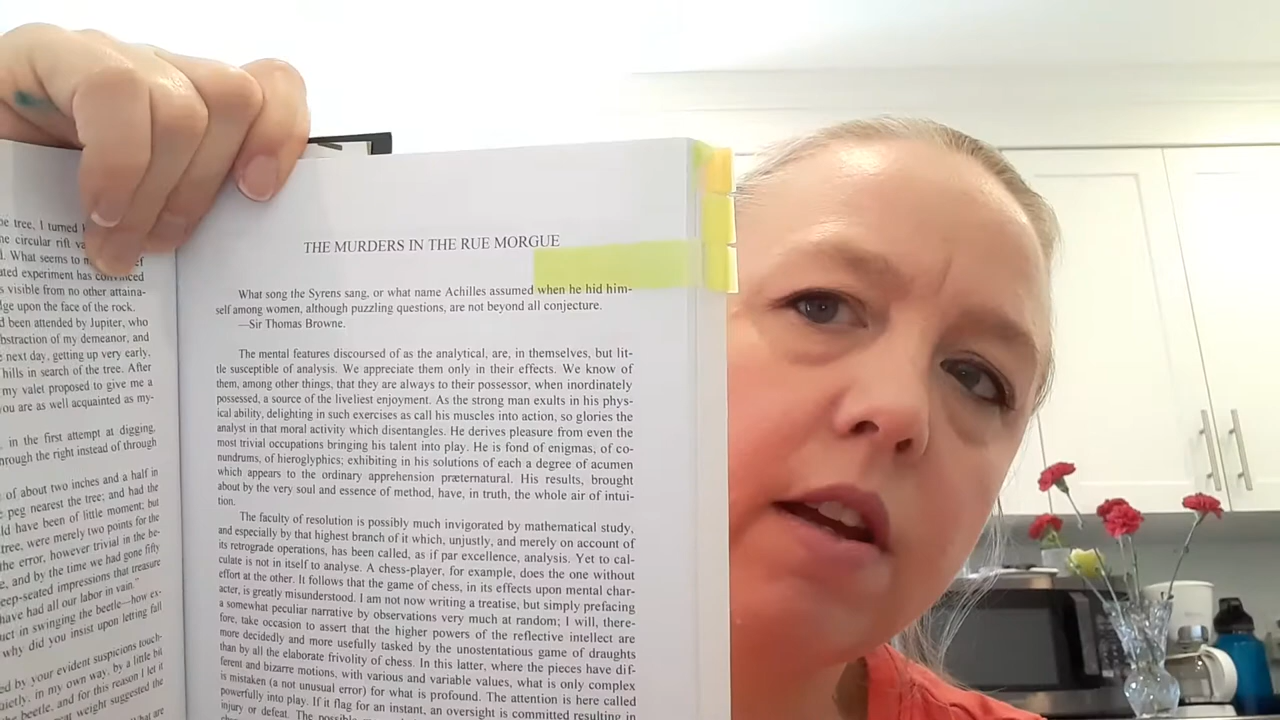 be tree, I turned
circular rift
What seems to
ated experiment has convinced
s visible from no other attaina-
dge upon the face of the rock.
d been attended by Jupiter, who
bstraction of my demeanor, and
next day, getting up very early,
hills in search of the tree. After
my valet proposed to give me a
ou are as well acquainted as my-
in the first attempt at digging,
hrough the right instead of through
of about two inches and a half in
peg nearest the tree; and had the
ld have been of little moment; but
tree, were merely two points for the
the error, however trivial in the be-
e, and by the time we had gone fifty
eep-seated impressions that treasure
have had all our labor in vain."
uct in swinging the beetle—how ex-
why did you insist upon letting fall
ed by your evident suspicions touch-
uietly, in my own way, by a little bit
beetle, and for this reason I let it
at weight suggested the
THE MURDERS IN THE RUE MORGUE
What song the Syrens sang, or what name Achilles assumed when he hid him-
self among women, although puzzling questions, are not beyond all conjecture.
—Sir Thomas Browne.
The mental features discoursed of as the analytical, are, in themselves, but lit-
tle susceptible of analysis. We appreciate them only in their effects. We know of
them, among other things, that they are always to their possessor, when inordinately
possessed, a source of the liveliest enjoyment. As the strong man exults in his phys-
ical ability, delighting in such exercises as call his muscles into action, so glories the
analyst in that moral activity which disentangles. He derives pleasure from even the
most trivial occupations bringing his talent into play. He is fond of enigmas, of co-
nundrums, of hieroglyphics; exhibiting in his solutions of each a degree of acumen
which appears to the ordinary apprehension præternatural. His results, brought
about by the very soul and essence of method, have, in truth, the whole air of intui-
tion.
The faculty of resolution is possibly much invigorated by mathematical study,
and especially by that highest branch of it which, unjustly, and merely on account of
its retrograde operations, has been called, as if par excellence, analysis. Yet to cal-
culate is not in itself to analyse. A chess-player, for example, does the one without
effort at the other. It follows that the game of chess, in its effects upon mental char-
acter, is greatly misunderstood. I am not now writing a treatise, but simply prefacing
a somewhat peculiar narrative by observations very much at random; I will, there-
fore, take occasion to assert that the higher powers of the reflective intellect are
more decidedly and more usefully tasked by the unostentatious game of draughts
than by all the elaborate frivolity of chess. In this latter, where the pieces have dif-
ferent and bizarre motions, with various and variable values, what is only complex
is mistaken (a not unusual error) for what is profound. The attention is here called
powerfully into play. If it flag for an instant, an oversight is committed resulting in
injury or defeat. The